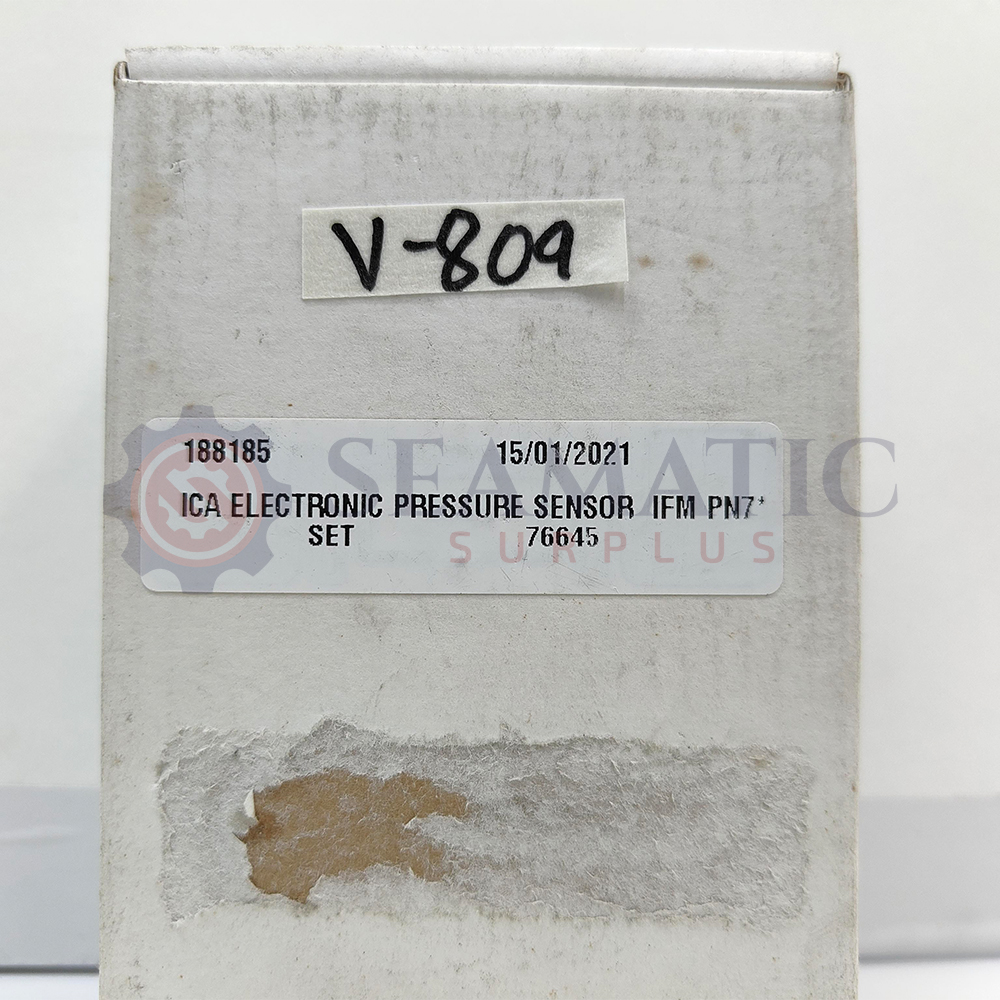 V-809
188185 15/01/2021
ICA ELECTRONIC PRESSURE SENSOR IFM PN7*
SET 76645
SEAMATIC
SURPLUS